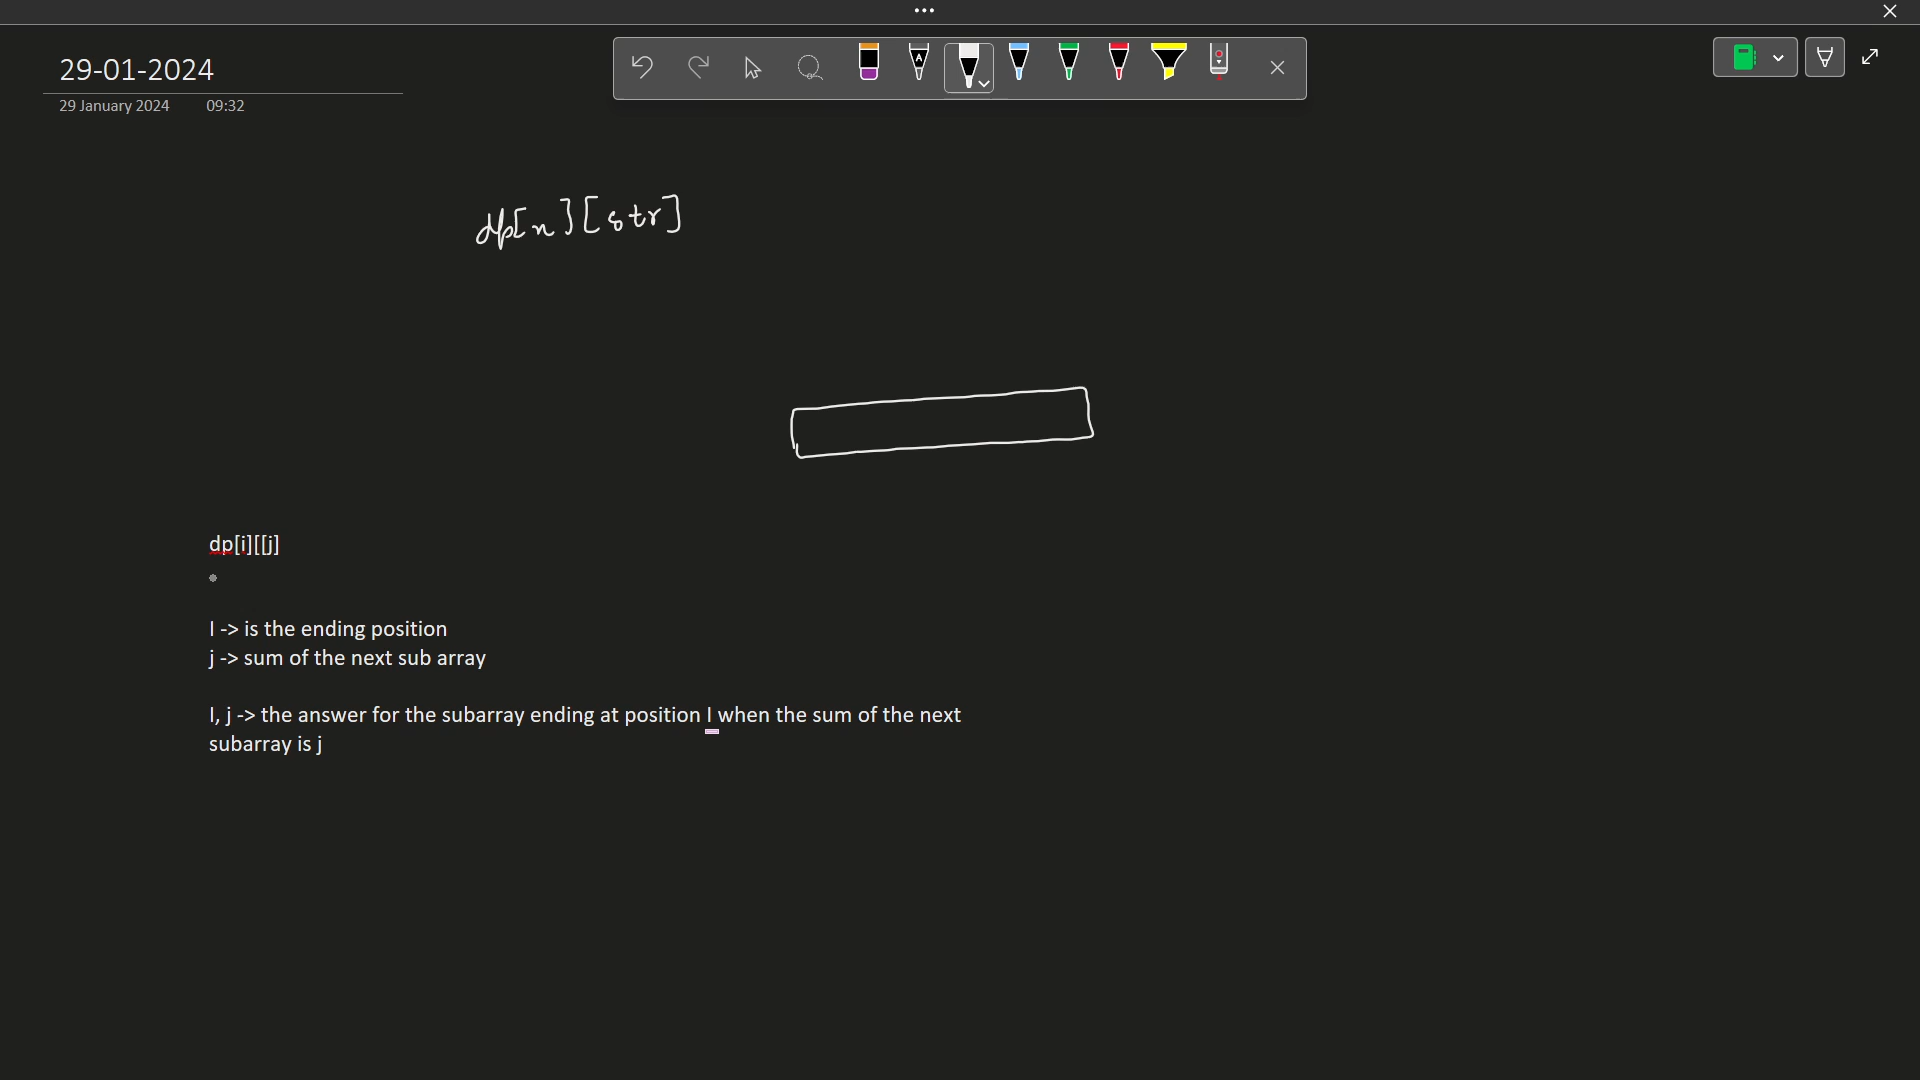 29-01-2024
29 January 2024 09:32
A
dp[n][str]
dp[i][[j]
I -> is the ending position
j -> sum of the next sub array
I, j -> the answer for the subarray ending at position I when the sum of the next
subarray is j